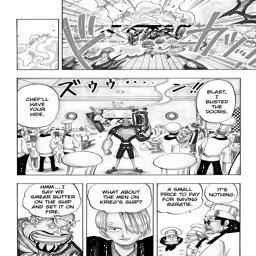 ズゥゥ
ン!!
BLAST,
I
BUSTED
THE
DOORS.
CHEF'LL
HAVE
YOUR
HIDE.
IT'S
NOTHING.
A SMALL
PRICE TO PAY
FOR SAVING
BARATIE.
WHAT ABOUT
THE MEN ON
KRIEG'S SHIP?
HMM... I
SAY WE
SMEAR BUTTER
ON THE SHIP
AND SET IT ON
FIRE.